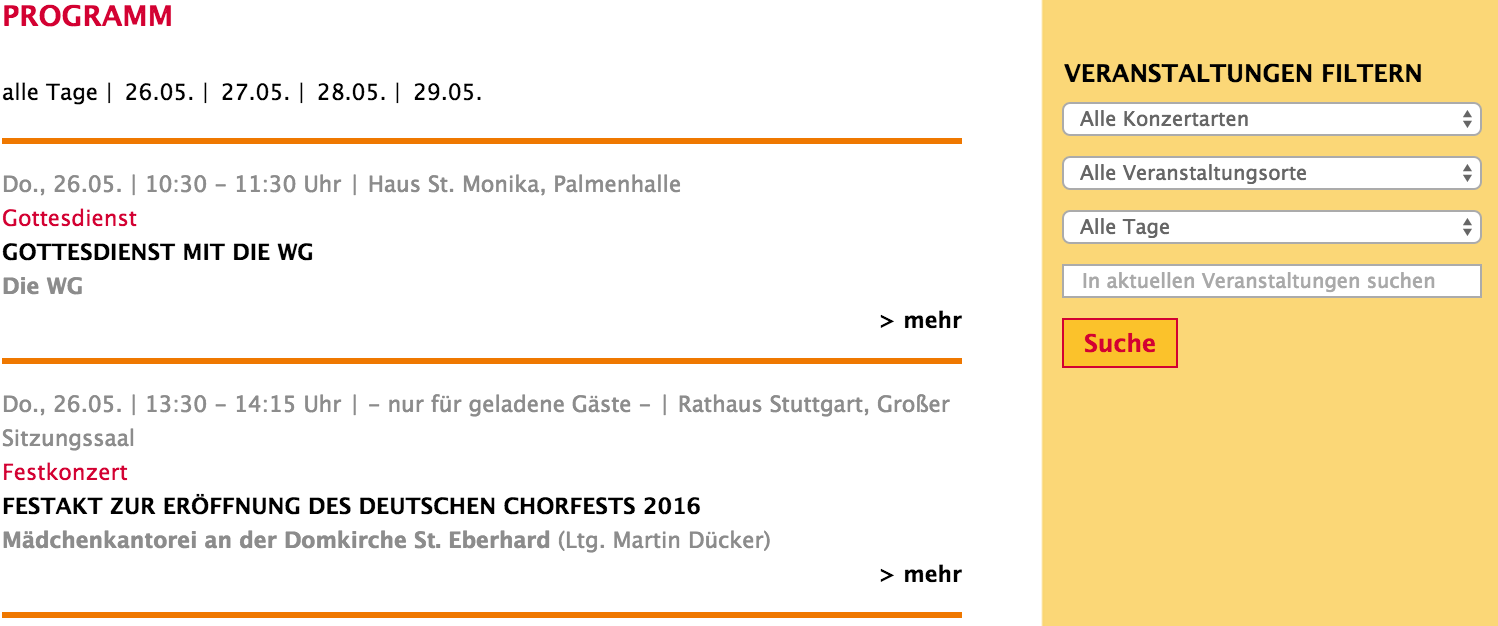 PROGRAMM
alle Tage | 26.05. | 27.05. | 28.05. | 29.05.
Do., 26.05. | 10:30 – 11:30 Uhr | Haus St. Monika, Palmenhalle
Gottesdienst
GOTTESDIENST MIT DIE WG
Die WG
> mehr
Do., 26.05. | 13:30 – 14:15 Uhr | – nur für geladene Gäste – | Rathaus Stuttgart, Großer
Sitzungssaal
Festkonzert
FESTAKT ZUR ERÖFFNUNG DES DEUTSCHEN CHORFESTS 2016
Mädchenkantorei an der Domkirche St. Eberhard (Ltg. Martin Dücker)
> mehr
VERANSTALTUNGEN FILTERN
Alle Konzertarten
Alle Veranstaltungsorte
Alle Tage
In aktuellen Veranstaltungen suchen
Suche